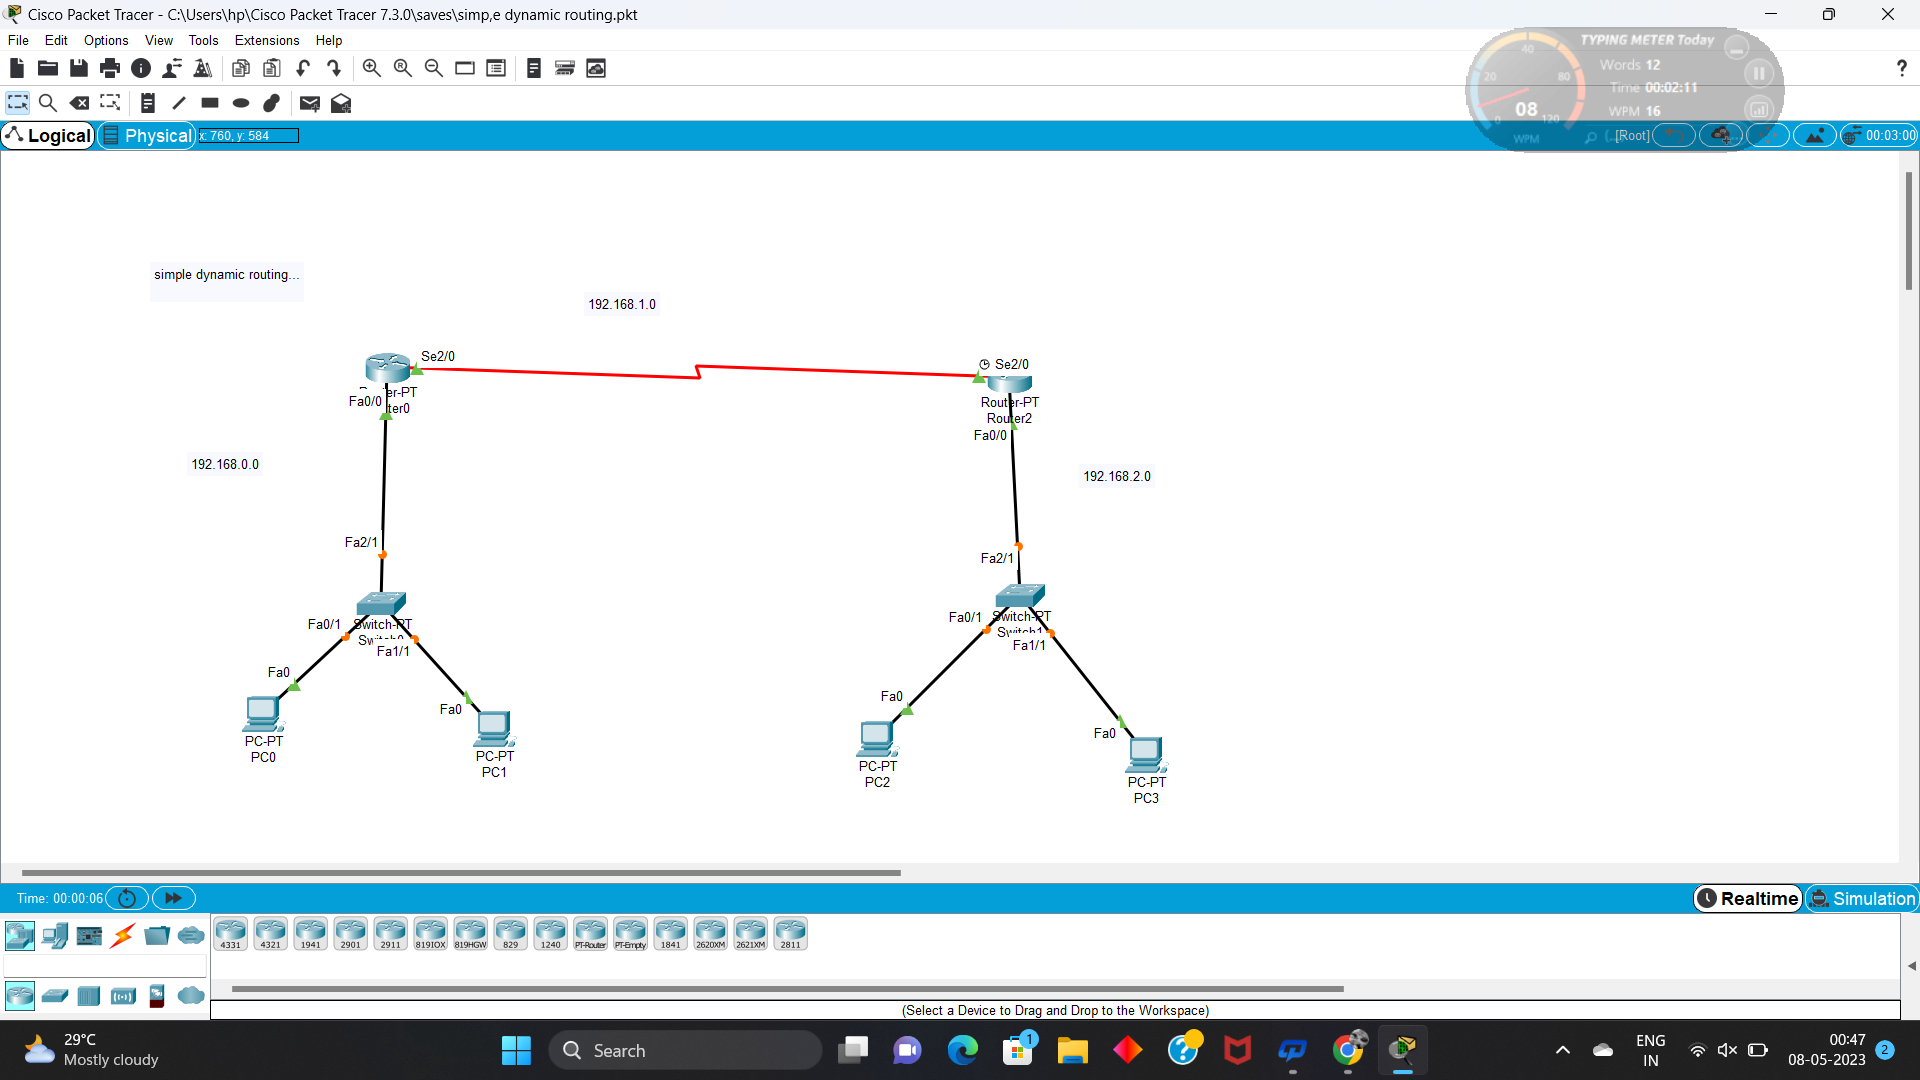 Cisco Packet Tracer - C:\Users\hp\Cisco Packet Tracer 7.3.0\saves\simp,e dynamic routing.pkt
File Edit Options View Tools Extensions Help
TYPING METER Today
Words 12
Time 00:02:11
WPM 16
0 20 40 80 120
08
WPM
?
Logical Physical x: 760, y: 584 [Root] 00:03:00
simple dynamic routing...
192.168.1.0
Se2/0
Se2/0
er-PT
Fa0/0
ter0
Router-PT
Router2
Fa0/0
192.168.0.0
192.168.2.0
Fa2/1
Fa2/1
Fa0/1
Switch-PT
Fa1/1
Fa0/1
Switch-PT
Switch1
Fa1/1
Fa0
Fa0
Fa0
Fa0
PC-PT
PC0
PC-PT
PC1
PC-PT
PC2
PC-PT
PC3
Time: 00:00:06 Realtime Simulation
4331 4321 1941 2901 2911 819IOX 819HGW 829 1240 PT-Router PT-Empty 1841 2620XM 2621XM 2811
(Select a Device to Drag and Drop to the Workspace)
29°C
Mostly cloudy
Search
1
ENG
IN
00:47
08-05-2023
2